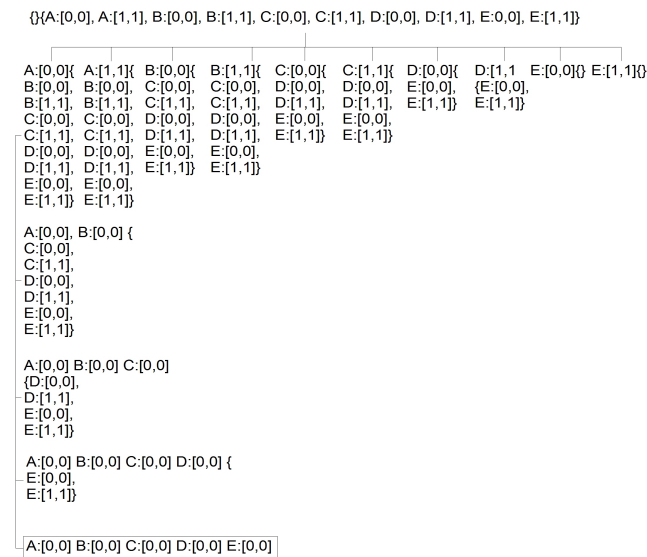 {}{A:[0,0], A:[1,1], B:[0,0], B:[1,1], C:[0,0], C:[1,1], D:[0,0], D:[1,1], E:0,0], E:[1,1]}
A:[0,0]{ A:[1,1]{ B:[0,0]{ B:[1,1]{ C:[0,0]{ C:[1,1]{ D:[0,0]{ D:[1,1 E:[0,0]{} E:[1,1]{}
B:[0,0], B:[0,0], C:[0,0], C:[0,0], D:[0,0], D:[0,0], E:[0,0], {E:[0,0],
B:[1,1], B:[1,1], C:[1,1], C:[1,1], D:[1,1], D:[1,1], E:[1,1]} E:[1,1]}
C:[0,0], C:[0,0], D:[0,0], D:[0,0], E:[0,0], E:[0,0],
C:[1,1], C:[1,1], D:[1,1], D:[1,1], E:[1,1]} E:[1,1]}
D:[0,0], D:[0,0], E:[0,0], E:[0,0],
D:[1,1], D:[1,1], E:[1,1]} E:[1,1]}
E:[0,0], E:[0,0],
E:[1,1]} E:[1,1]}
A:[0,0], B:[0,0] {
C:[0,0],
C:[1,1],
D:[0,0],
D:[1,1],
E:[0,0],
E:[1,1]}
A:[0,0] B:[0,0] C:[0,0]
{D:[0,0],
D:[1,1],
E:[0,0],
E:[1,1]}
A:[0,0] B:[0,0] C:[0,0] D:[0,0] {
E:[0,0],
E:[1,1]}
A:[0,0] B:[0,0] C:[0,0] D:[0,0] E:[0,0]